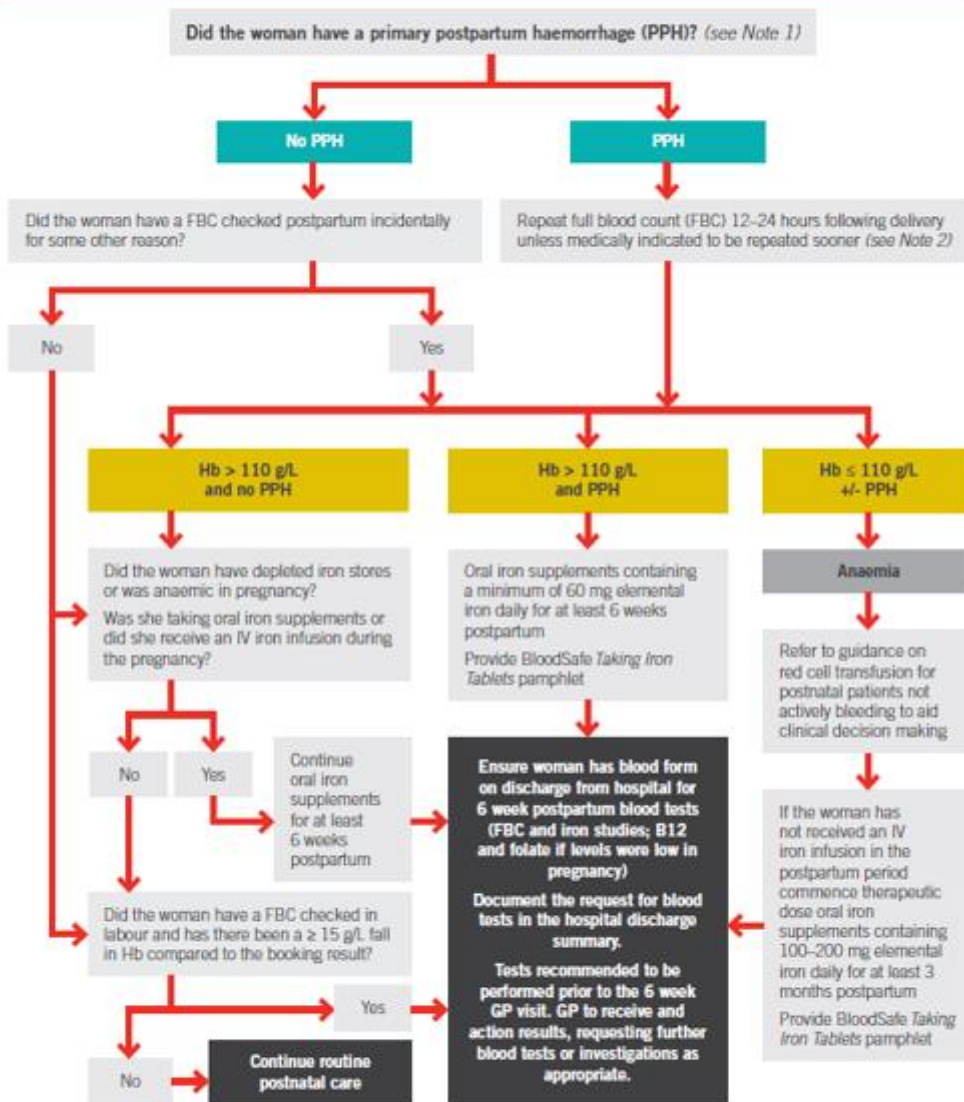 Did the woman have a primary postpartum haemorrhage (PPH)? (see Note 1)
No PPH
PPH
Did the woman have a FBC checked postpartum incidentally
for some other reason?
Repeat full blood count (FBC) 12–24 hours following delivery
unless medically indicated to be repeated sooner (see Note 2)
No
Yes
Hb > 110 g/L
and no PPH
Hb > 110 g/L
and PPH
Hb ≤ 110 g/L
+/- PPH
Did the woman have depleted iron stores
or was anaemic in pregnancy?
Was she taking oral iron supplements or
did she receive an IV iron infusion during
the pregnancy?
Oral iron supplements containing
a minimum of 60 mg elemental
iron daily for at least 6 weeks
postpartum
Provide BloodSafe Taking Iron
Tablets pamphlet
Anaemia
Refer to guidance on
red cell transfusion for
postnatal patients not
actively bleeding to aid
clinical decision making
No
Yes
Continue
oral iron
supplements
for at least
6 weeks
postpartum
Ensure woman has blood form
on discharge from hospital for
6 week postpartum blood tests
(FBC and iron studies; B12
and folate if levels were low in
pregnancy)
Document the request for blood
tests in the hospital discharge
summary.
Tests recommended to be
performed prior to the 6 week
GP visit. GP to receive and
action results, requesting further
blood tests or investigations as
appropriate.
If the woman has
not received an IV
iron infusion in the
postpartum period
commence therapeutic
dose oral iron
supplements containing
100–200 mg elemental
iron daily for at least 3
months postpartum
Provide BloodSafe Taking
Iron Tablets pamphlet
Did the woman have a FBC checked in
labour and has there been a ≥ 15 g/L fall
in Hb compared to the booking result?
Yes
No
Continue routine
postnatal care